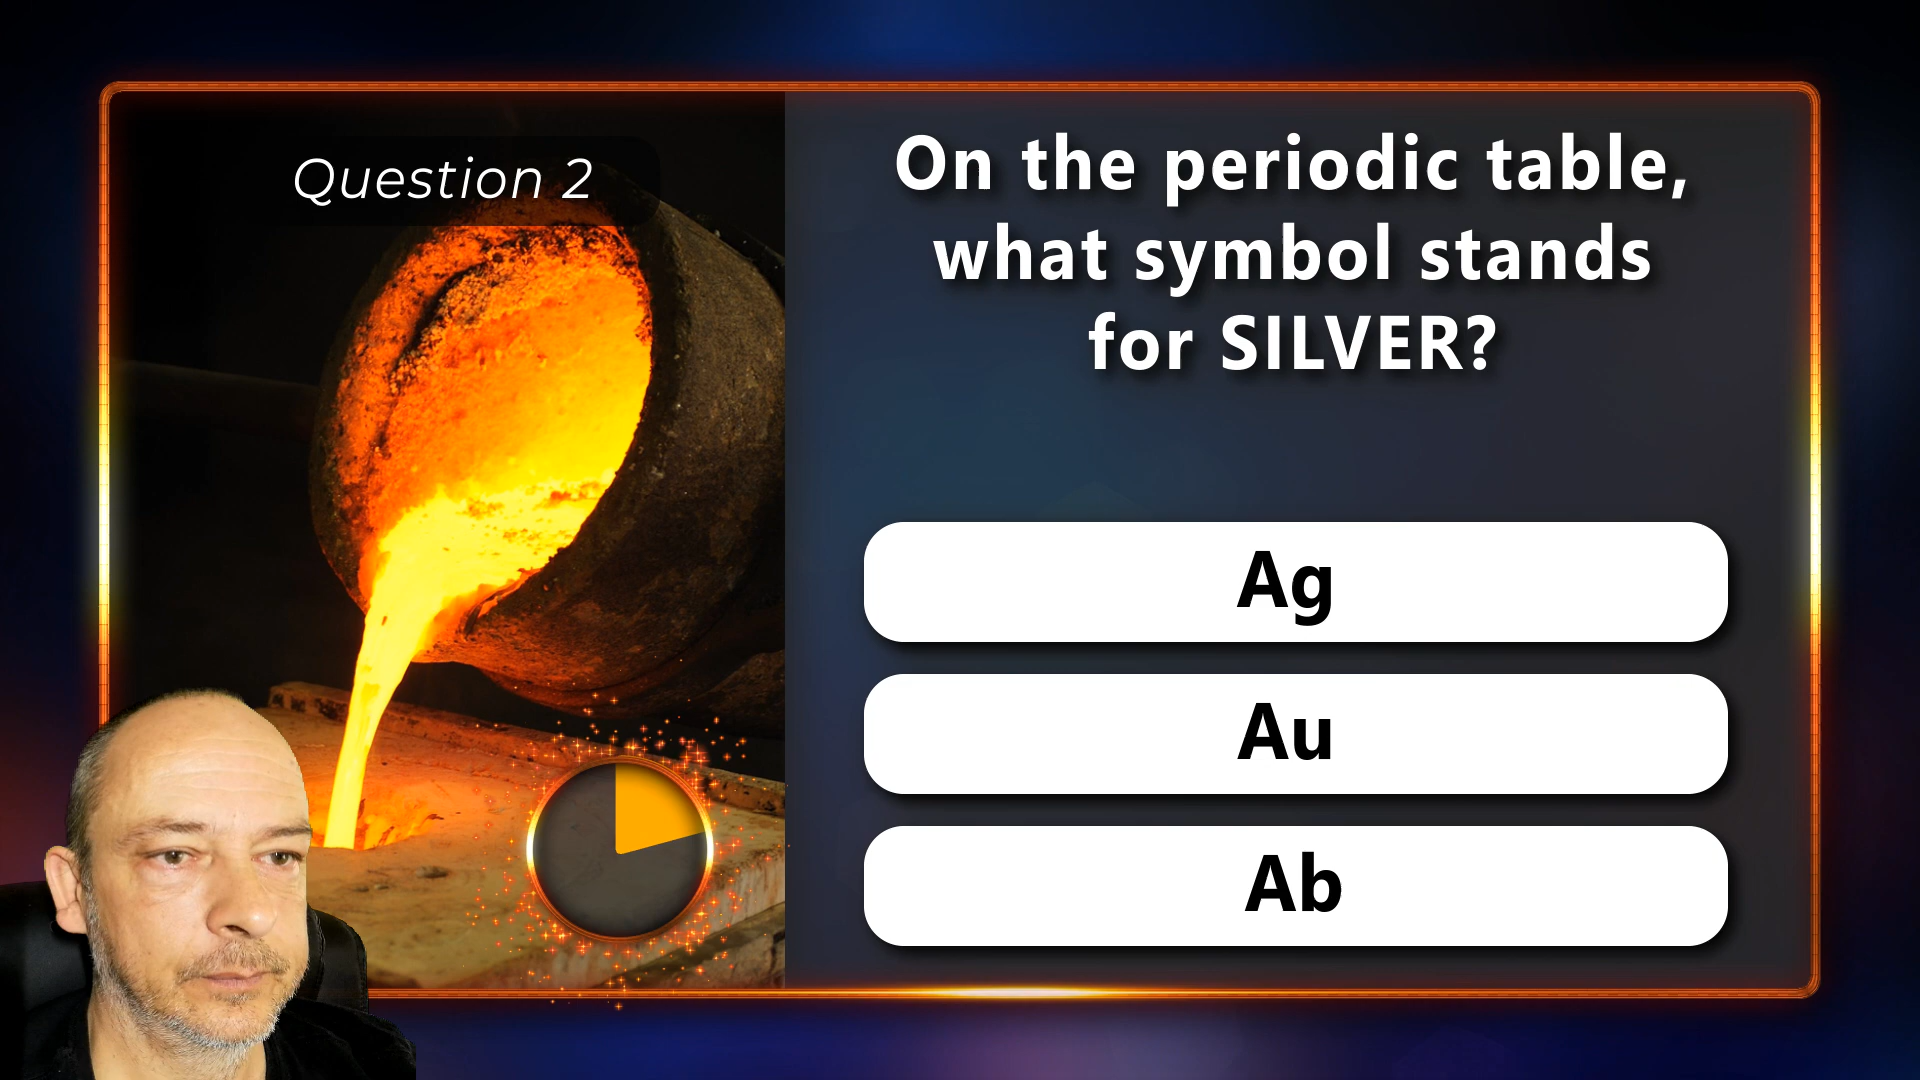 Question 2
On the periodic table,
what symbol stands
for SILVER?
Ag
Au
Ab